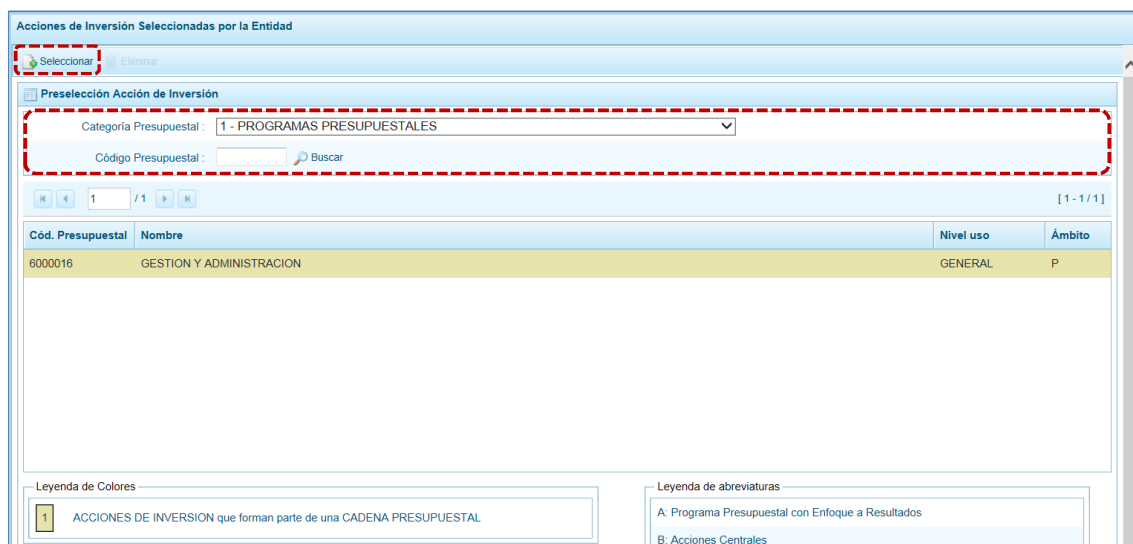 Acciones de Inversión Seleccionadas por la Entidad
Seleccionar Eliminar
Preselección Acción de Inversión
Categoría Presupuestal : 1 - PROGRAMAS PRESUPUESTALES
Código Presupuestal : Buscar
1 / 1 [ 1 - 1 / 1 ]
Cód. Presupuestal Nombre Nivel uso Ámbito
6000016 GESTION Y ADMINISTRACION GENERAL P
Leyenda de Colores
1 ACCIONES DE INVERSION que forman parte de una CADENA PRESUPUESTAL
Leyenda de abreviaturas
A: Programa Presupuestal con Enfoque a Resultados
B: Acciones Centrales